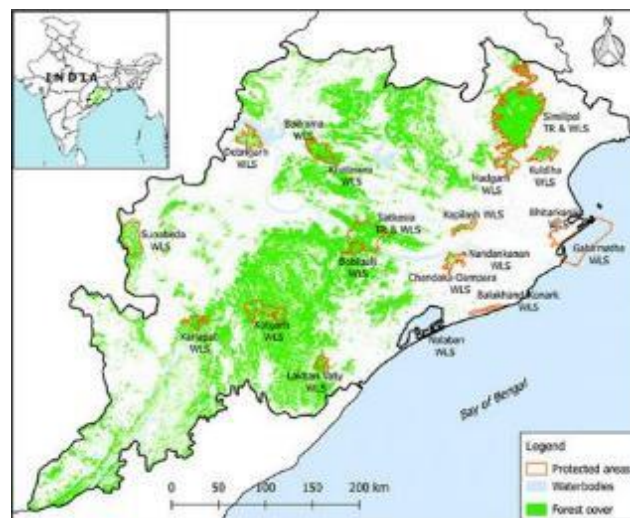 INDIA
N
Similipal
TR & WLS
Badrama
WLS
Debrigarh
WLS
Khalasuni
WLS
Hadgarh
WLS
Kuldiha
WLS
Satkosia
TR & WLS
Kapilash WLS
Bhitarkanika
WLS
Gahirmatha
WLS
Sunabeda
WLS
Baisipalli
WLS
Nandankanan
WLS
Chandaka-Dampara
WLS
Balukhand Konark
WLS
Karlapat
WLS
Kotgarh
WLS
Nalaban
WLS
Lakhari Valley
WLS
Bay of Bengal
Legend
Protected areas
Waterbodies
Forest cover
0 50 100 150 200 km